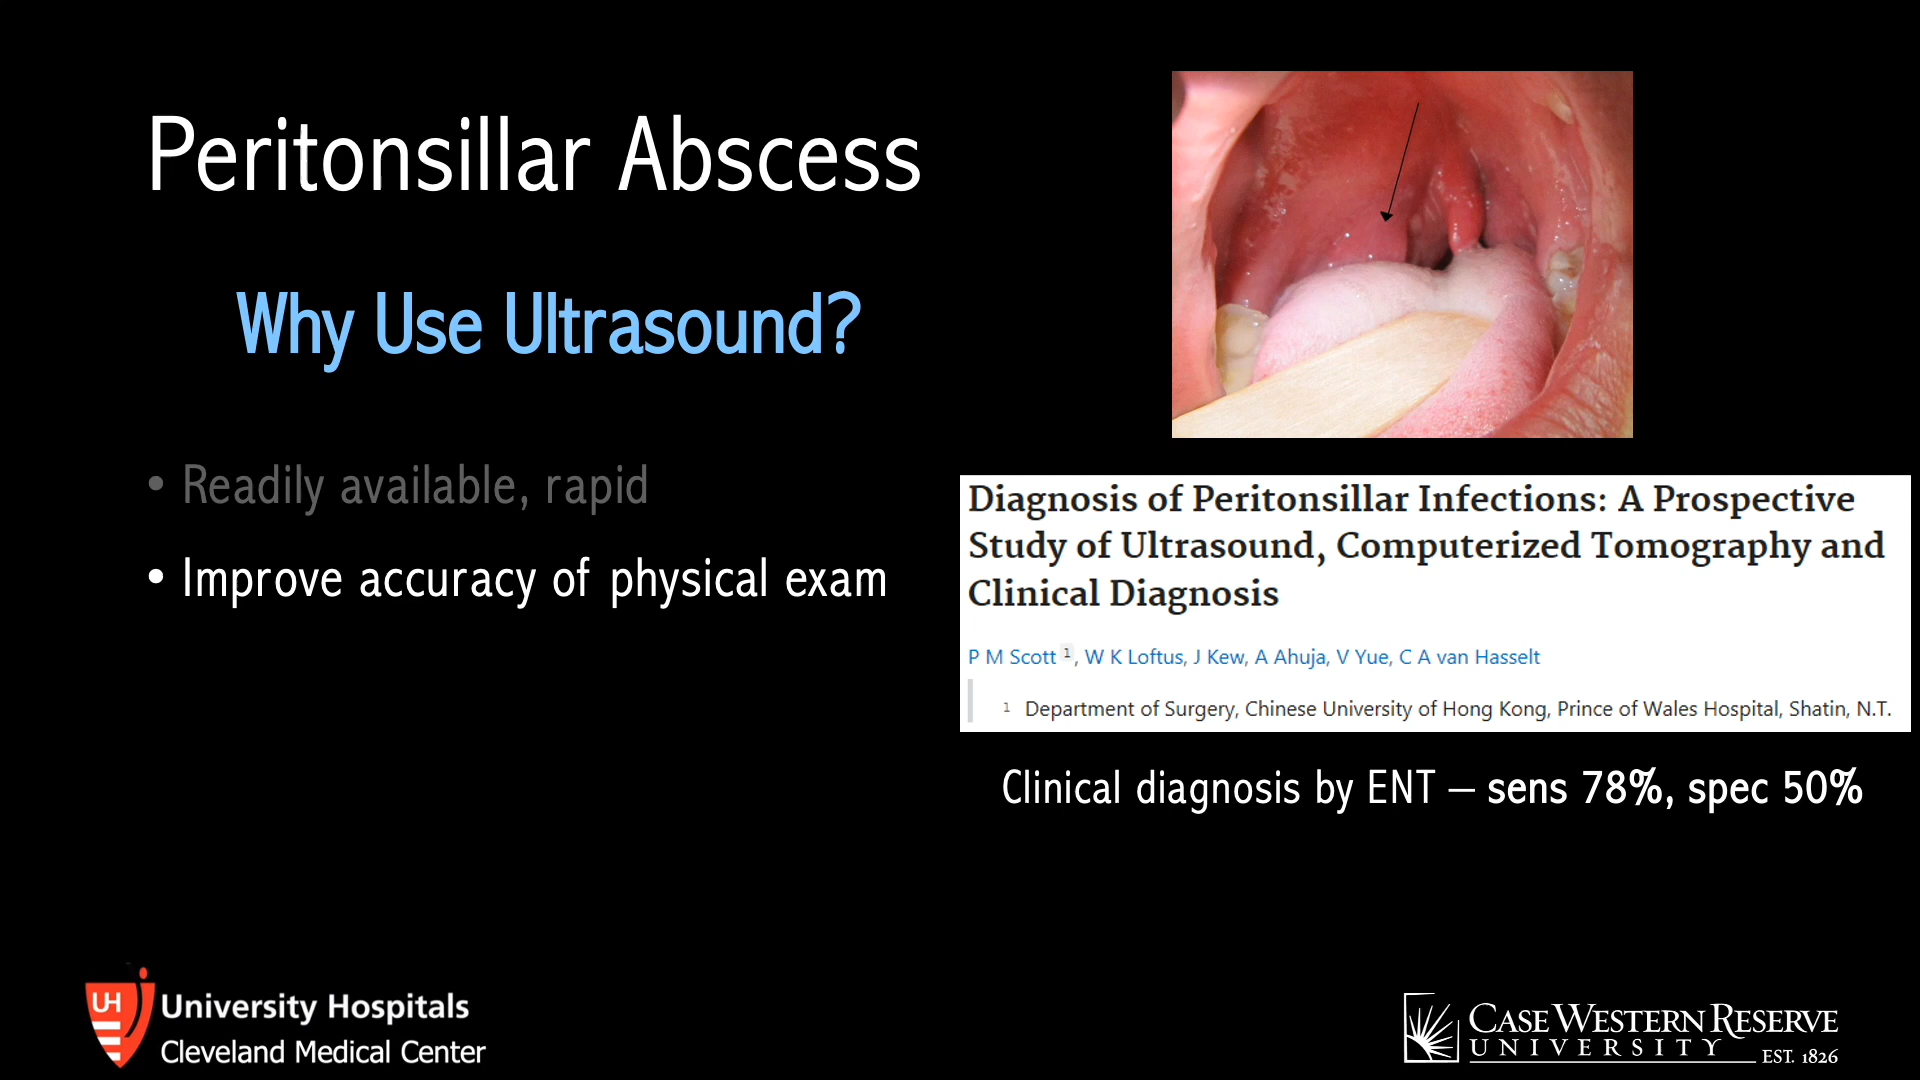 Peritonsillar Abscess
Why Use Ultrasound?
• Readily available, rapid
• Improve accuracy of physical exam
Diagnosis of Peritonsillar Infections: A Prospective
Study of Ultrasound, Computerized Tomography and
Clinical Diagnosis
P M Scott 1, W K Loftus, J Kew, A Ahuja, V Yue, C A van Hasselt
1 Department of Surgery, Chinese University of Hong Kong, Prince of Wales Hospital, Shatin, N.T.
Clinical diagnosis by ENT – sens 78%, spec 50%
UH
University Hospitals
Cleveland Medical Center
CASE WESTERN RESERVE
UNIVERSITY
EST. 1826